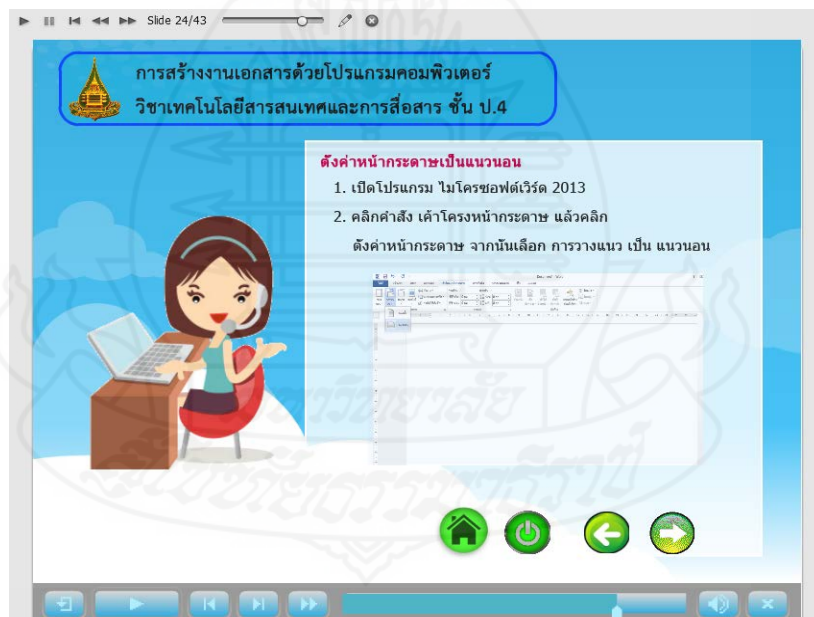 Slide 24/43
การสร้างงานเอกสารด้วยโปรแกรมคอมพิวเตอร์
วิชาเทคโนโลยีสารสนเทศและการสื่อสาร ชั้น ป.4
ตั้งค่าหน้ากระดาษเป็นแนวนอน
1. เปิดโปรแกรม ไมโครซอฟต์เวิร์ด 2013
2. คลิกคำสั่ง เค้าโครงหน้ากระดาษ แล้วคลิก
ตั้งค่าหน้ากระดาษ จากนั้นเลือก การวางแนว เป็น แนวนอน